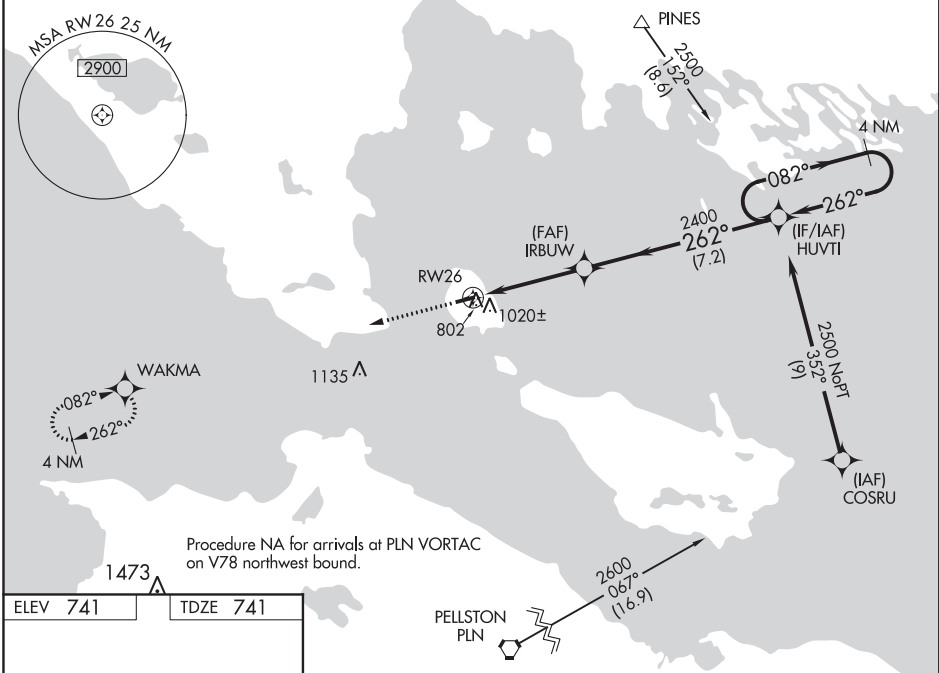 MSA RW26 25 NM
2900
PINES
2500
152°
(8.6)
4 NM
082°
262°
(IF/IAF)
HUVTI
2400
262°
(7.2)
(FAF)
IRBUW
RW26
802
1020±
1135
WAKMA
082°
262°
4 NM
2500 NoPT
352°
(9)
(IAF)
COSRU
Procedure NA for arrivals at PLN VORTAC
on V78 northwest bound.
1473
2600
067°
(16.9)
PELLSTON
PLN
ELEV 741
TDZE 741